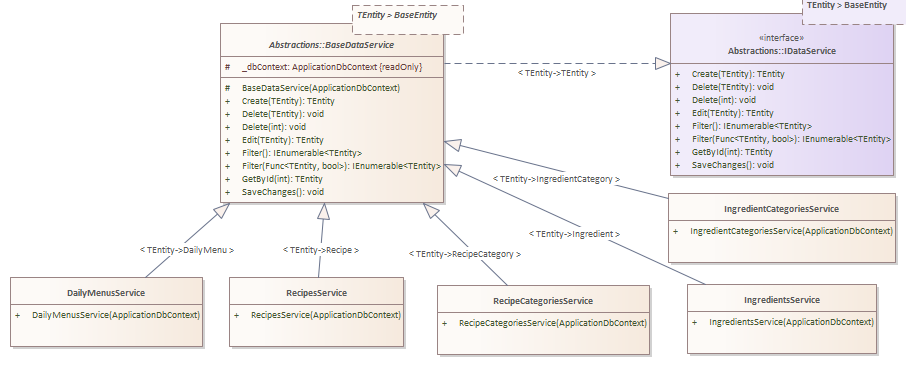 TEntity > BaseEntity
Abstractions::BaseDataService
# _dbContext: ApplicationDbContext {readOnly}
# BaseDataService(ApplicationDbContext)
+ Create(TEntity): TEntity
+ Delete(TEntity): void
+ Delete(int): void
+ Edit(TEntity): TEntity
+ Filter(): IEnumerable<TEntity>
+ Filter(Func<TEntity, bool>): IEnumerable<TEntity>
+ GetById(int): TEntity
+ SaveChanges(): void
< TEntity->TEntity >
TEntity > BaseEntity
«interface»
Abstractions::IDataService
+ Create(TEntity): TEntity
+ Delete(TEntity): void
+ Delete(int): void
+ Edit(TEntity): TEntity
+ Filter(): IEnumerable<TEntity>
+ Filter(Func<TEntity, bool>): IEnumerable<TEntity>
+ GetById(int): TEntity
+ SaveChanges(): void
< TEntity->IngredientCategory >
IngredientCategoriesService
+ IngredientCategoriesService(ApplicationDbContext)
< TEntity->DailyMenu >
< TEntity->Recipe >
< TEntity->RecipeCategory >
< TEntity->Ingredient >
DailyMenusService
+ DailyMenusService(ApplicationDbContext)
RecipesService
+ RecipesService(ApplicationDbContext)
RecipeCategoriesService
+ RecipeCategoriesService(ApplicationDbContext)
IngredientsService
+ IngredientsService(ApplicationDbContext)